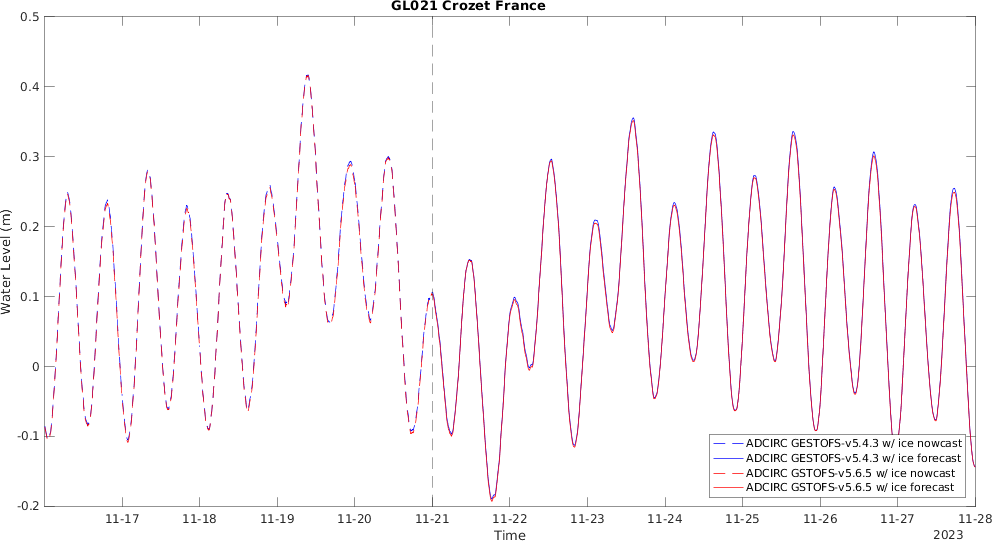 GL021 Crozet France
0.5
0.4
0.3
0.2
0.1
0
-0.1
-0.2
Water Level (m)
ADCIRC GESTOFS-v5.4.3 w/ ice nowcast
ADCIRC GESTOFS-v5.4.3 w/ ice forecast
ADCIRC GSTOFS-v5.6.5 w/ ice nowcast
ADCIRC GSTOFS-v5.6.5 w/ ice forecast
11-17 11-18 11-19 11-20 11-21 11-22 11-23 11-24 11-25 11-26 11-27 11-28
Time
2023